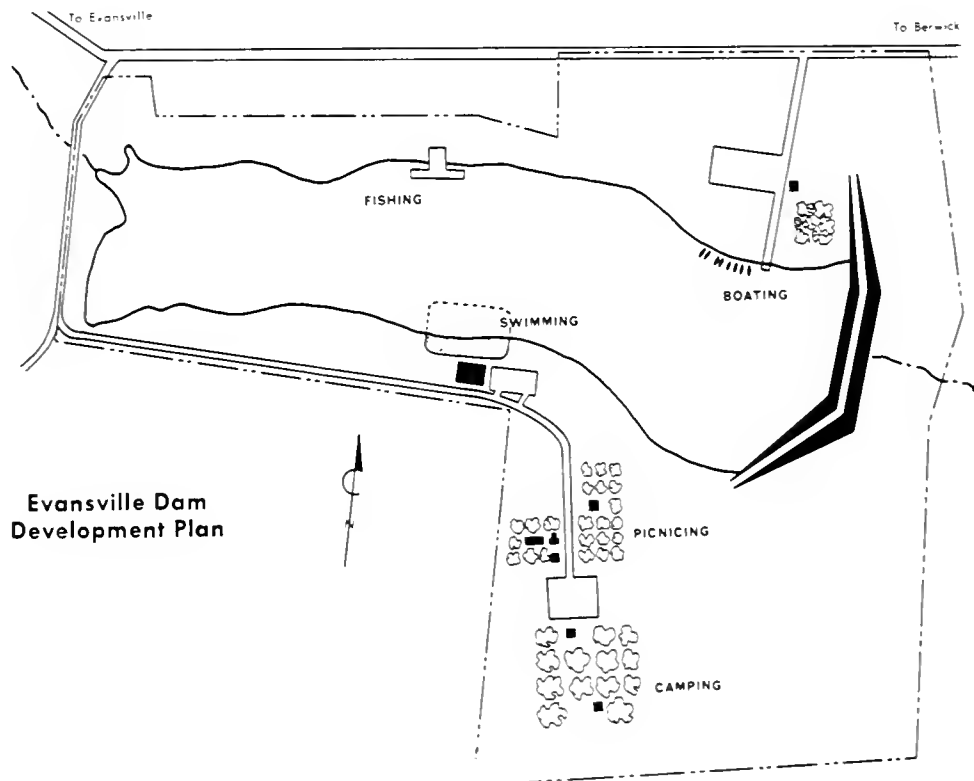 To Evansville
To Berwick
FISHING
BOATING
SWIMMING
Evansville Dam
Development Plan
N
PICNICING
CAMPING